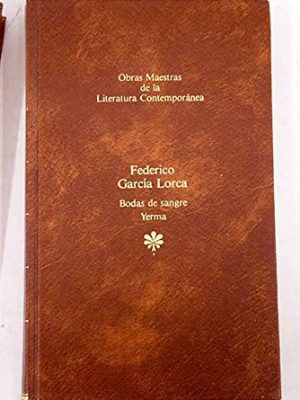 Obras Maestras
de la
Literatura Contemporánea
Federico
García Lorca
Bodas de sangre
Yerma